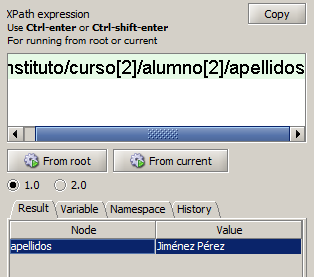 XPath expression
Copy
Use Ctrl-enter or Ctrl-shift-enter
For running from root or current
nstituto/curso[2]/alumno[2]/apellidos
From root
From current
1.0
2.0
Result
Variable
Namespace
History
Node
Value
apellidos
Jiménez Pérez